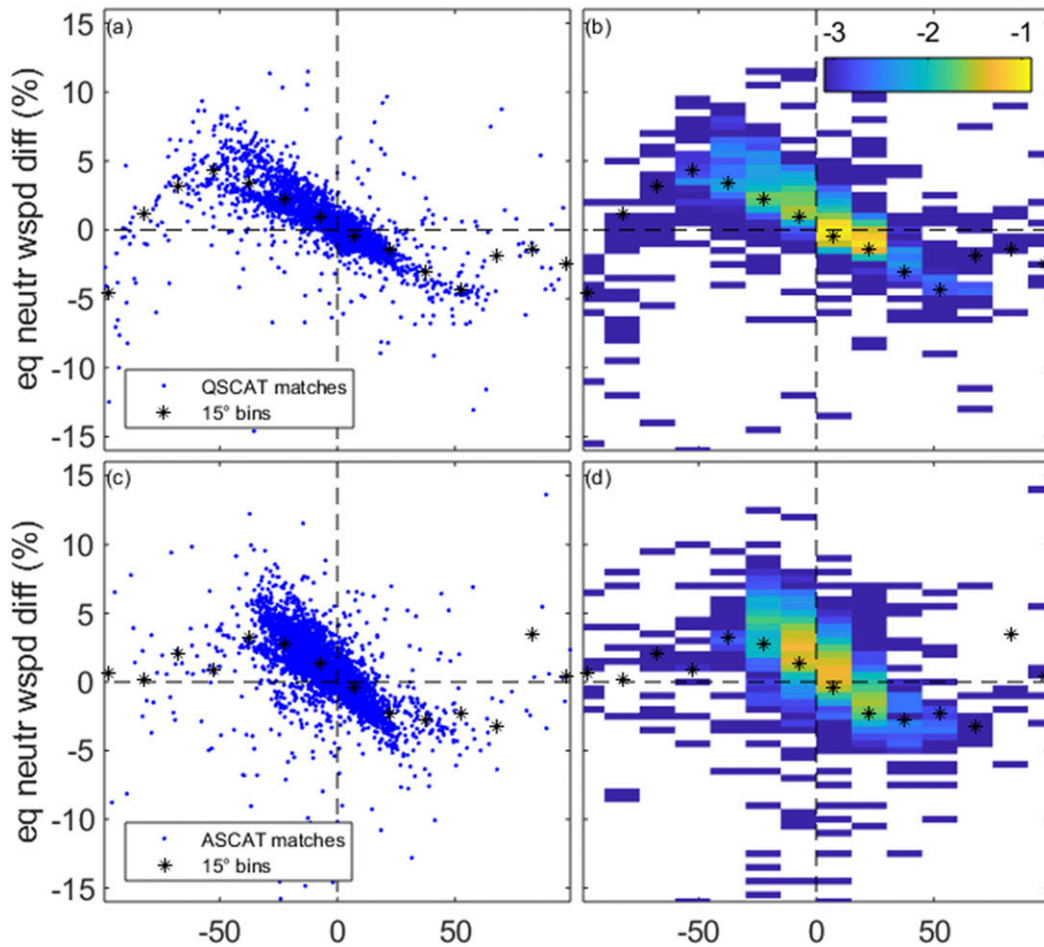 (a)
15
10
5
0
-5
-10
-15
eq neutr wspd diff (%)
QSCAT matches
15° bins
(b)
-3 -2 -1
(c)
15
10
5
0
-5
-10
-15
eq neutr wspd diff (%)
ASCAT matches
15° bins
-50 0 50
(d)
-50 0 50